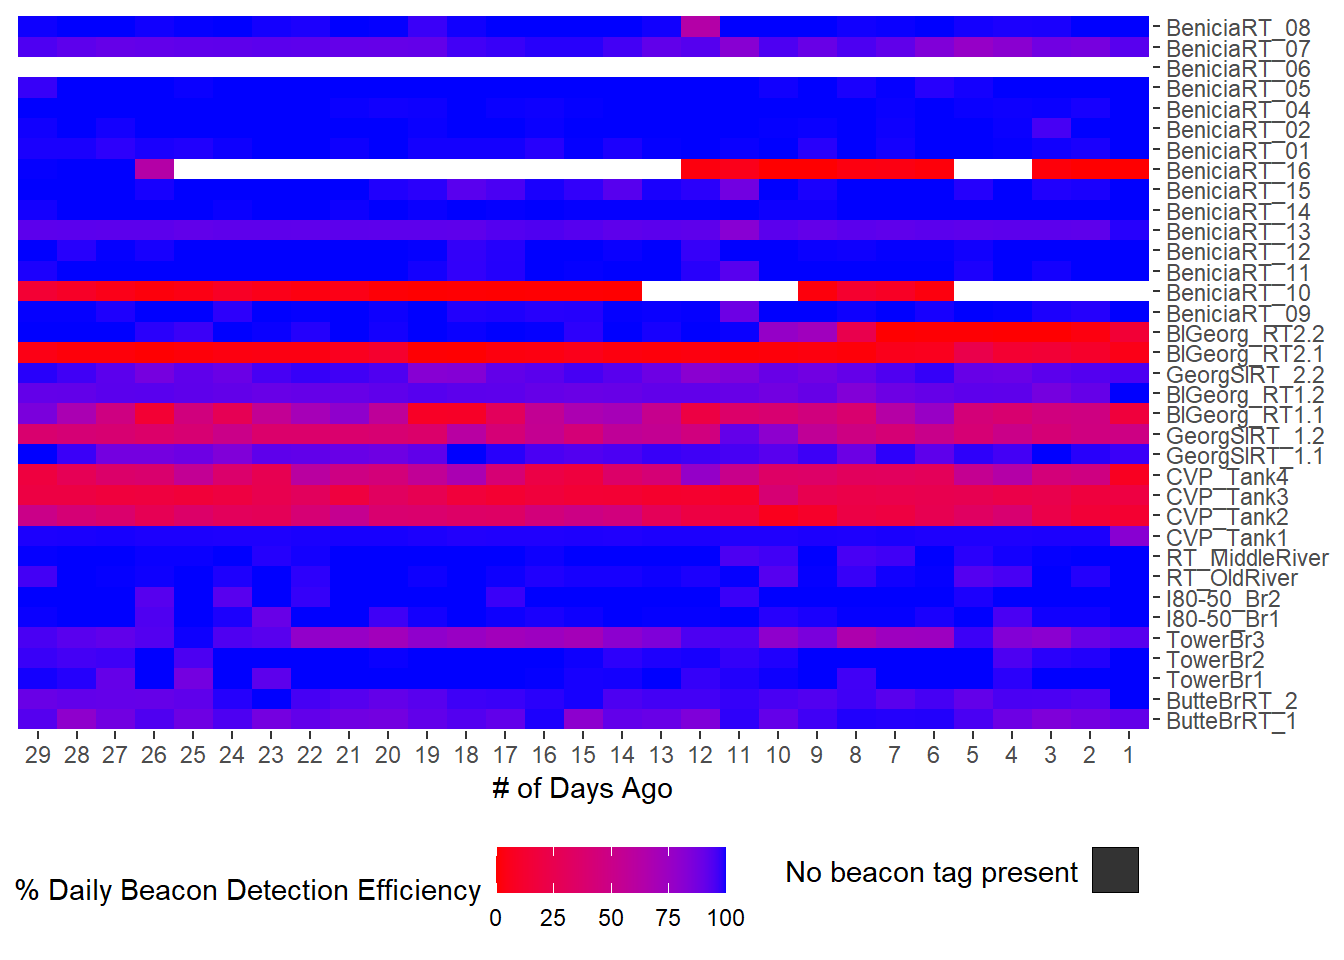 BeniciaRT_08
BeniciaRT_07
BeniciaRT_06
BeniciaRT_05
BeniciaRT_04
BeniciaRT_02
BeniciaRT_01
BeniciaRT_16
BeniciaRT_15
BeniciaRT_14
BeniciaRT_13
BeniciaRT_12
BeniciaRT_11
BeniciaRT_10
BeniciaRT_09
BlGeorg_RT2.2
BlGeorg_RT2.1
GeorgSlRT_2.2
BlGeorg_RT1.2
BlGeorg_RT1.1
GeorgSlRT_1.2
GeorgSlRT_1.1
CVP_Tank4
CVP_Tank3
CVP_Tank2
CVP_Tank1
RT_MiddleRiver
RT_OldRiver
I80-50_Br2
I80-50_Br1
TowerBr3
TowerBr2
TowerBr1
ButteBrRT_2
ButteBrRT_1
29 28 27 26 25 24 23 22 21 20 19 18 17 16 15 14 13 12 11 10 9 8 7 6 5 4 3 2 1
# of Days Ago
% Daily Beacon Detection Efficiency
0 25 50 75 100
No beacon tag present